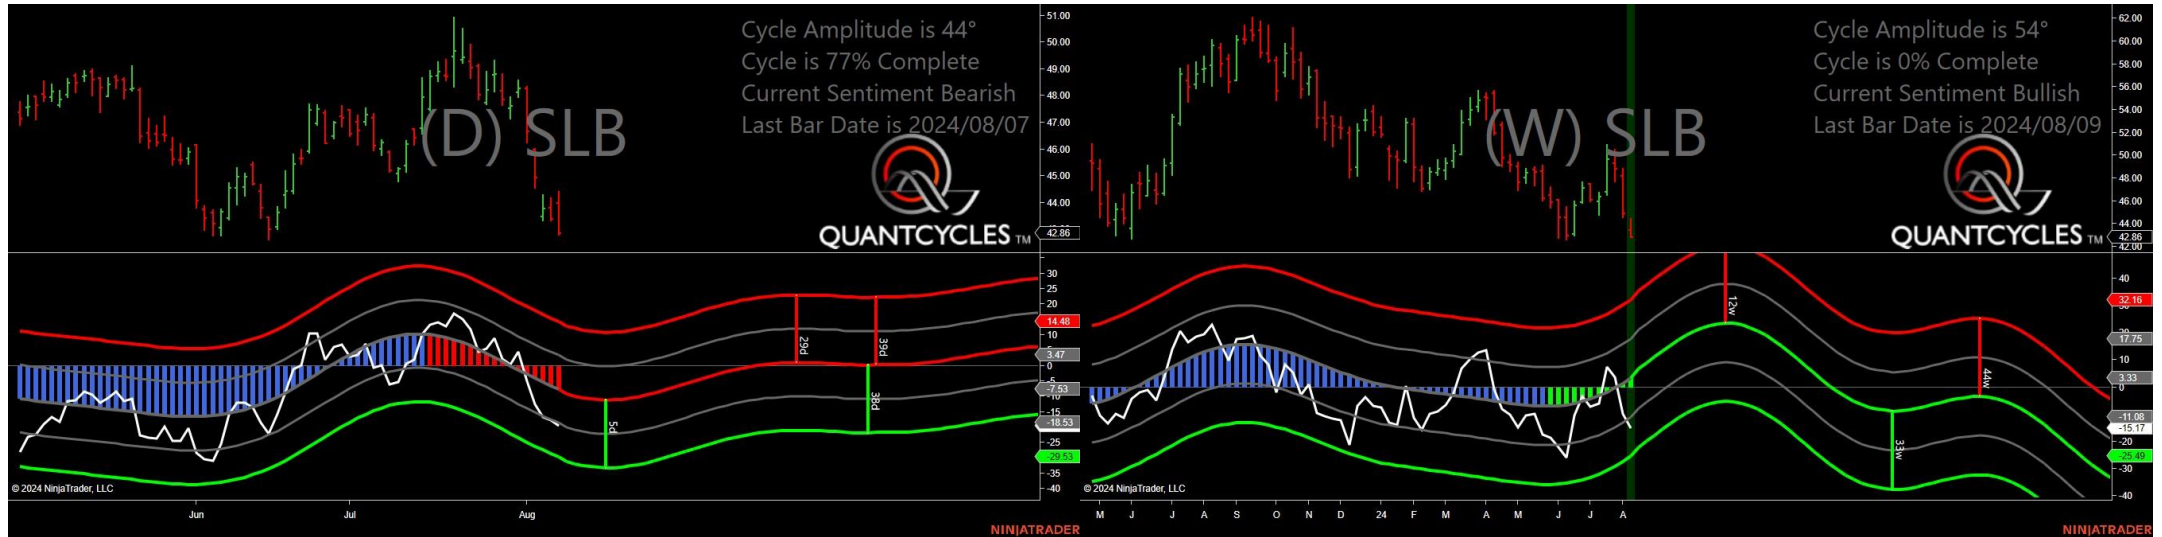 Cycle Amplitude is 44°
Cycle is 77% Complete
Current Sentiment Bearish
Last Bar Date is 2024/08/07
(D) SLB
QUANTCYCLES TM
51.00
50.00
49.00
48.00
47.00
46.00
45.00
44.00
42.86
30
25
20
14.48
10
3.47
0
-5
-7.53
-10
-15
-18.53
-25
-29.53
-35
-40
29d
39d
38d
5d
© 2024 NinjaTrader, LLC
Jun Jul Aug
NINJATRADER
Cycle Amplitude is 54°
Cycle is 0% Complete
Current Sentiment Bullish
Last Bar Date is 2024/08/09
(W) SLB
QUANTCYCLES TM
62.00
60.00
58.00
56.00
54.00
52.00
50.00
48.00
46.00
44.00
42.86
42.00
40
32.16
20
17.75
10
3.33
0
-11.08
-15.17
-20
-25.49
-30
-40
12w
44w
33w
© 2024 NinjaTrader, LLC
M J J A S O N D 24 F M A M J J A
NINJATRADER